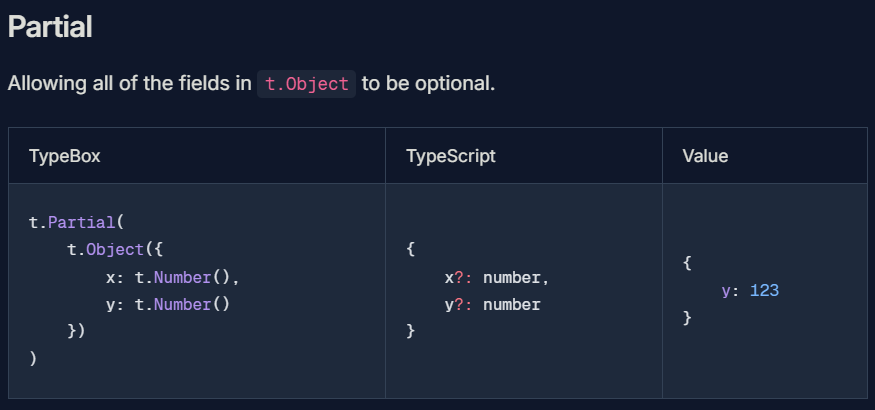 Partial
Allowing all of the fields in t.Object to be optional.
TypeBox
TypeScript
Value
t.Partial(
    t.Object({
        x: t.Number(),
        y: t.Number()
    })
)
{
    x?: number,
    y?: number
}
{
    y: 123
}